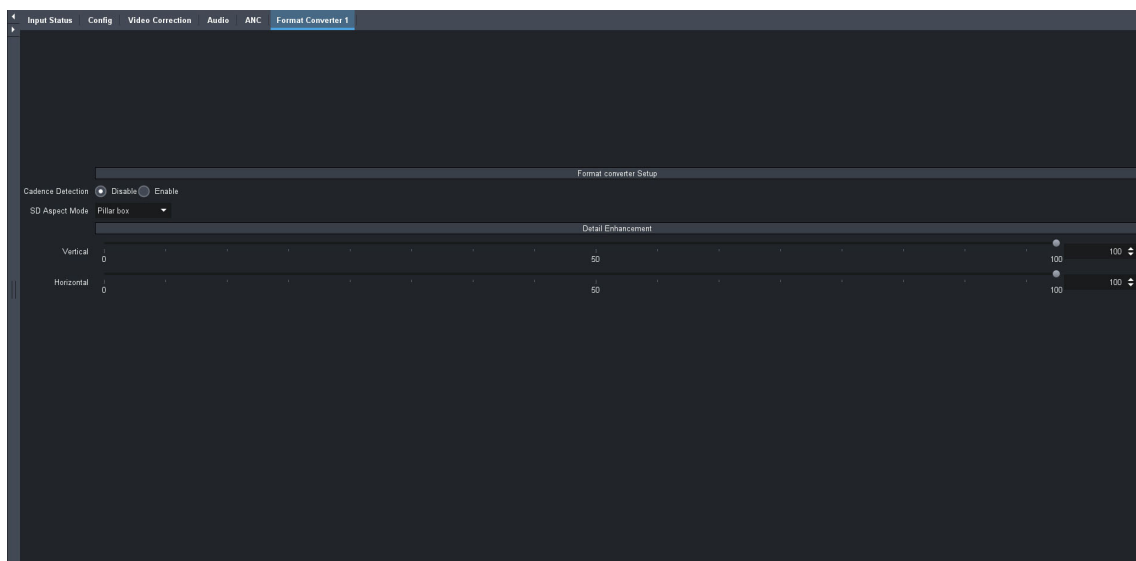 Input Status Config Video Correction Audio ANC Format Converter 1
Format converter Setup
Cadence Detection Disable Enable
SD Aspect Mode Pillar box
Detail Enhancement
Vertical 100
0 50 100
Horizontal 100
0 50 100